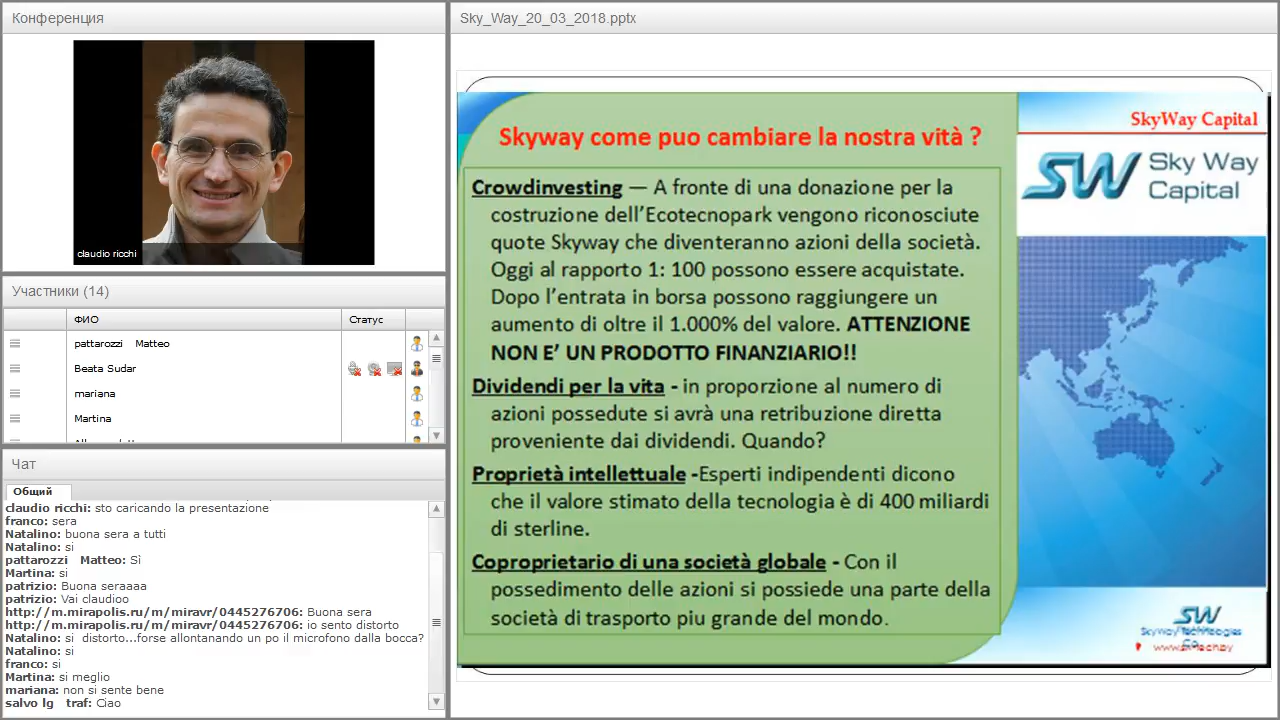 Конференция
claudio ricchi
Участники (14)
ФИО
Статус
pattarozzi Matteo
Beata Sudar
mariana
Martina
Чат
Общий
claudio ricchi: sto caricando la presentazione
franco: sera
Natalino: buona sera a tutti
Natalino: si
pattarozzi Matteo: Sì
Martina: si
patrizio: Buona seraaaa
patrizio: Vai claudioo
http://m.mirapolis.ru/m/miravr/0445276706: Buona sera
http://m.mirapolis.ru/m/miravr/0445276706: io sento distorto
Natalino: si distorto...forse allontanando un po il microfono dalla bocca?
Natalino: si
franco: si
Martina: si meglio
mariana: non si sente bene
salvo lg traf: Ciao
Sky_Way_20_03_2018.pptx
Skyway come puo cambiare la nostra vità ?
Crowdinvesting — A fronte di una donazione per la
costruzione dell’Ecotecnopark vengono riconosciute
quote Skyway che diventeranno azioni della società.
Oggi al rapporto 1: 100 possono essere acquistate.
Dopo l’entrata in borsa possono raggiungere un
aumento di oltre il 1.000% del valore. ATTENZIONE
NON E’ UN PRODOTTO FINANZIARIO!!
Dividendi per la vita - in proporzione al numero di
azioni possedute si avrà una retribuzione diretta
proveniente dai dividendi. Quando?
Proprietà intellettuale -Esperti indipendenti dicono
che il valore stimato della tecnologia è di 400 miliardi
di sterline.
Coproprietario di una società globale - Con il
possedimento delle azioni si possiede una parte della
società di trasporto piu grande del mondo.
SkyWay Capital
SW
Sky Way
Capital
SW